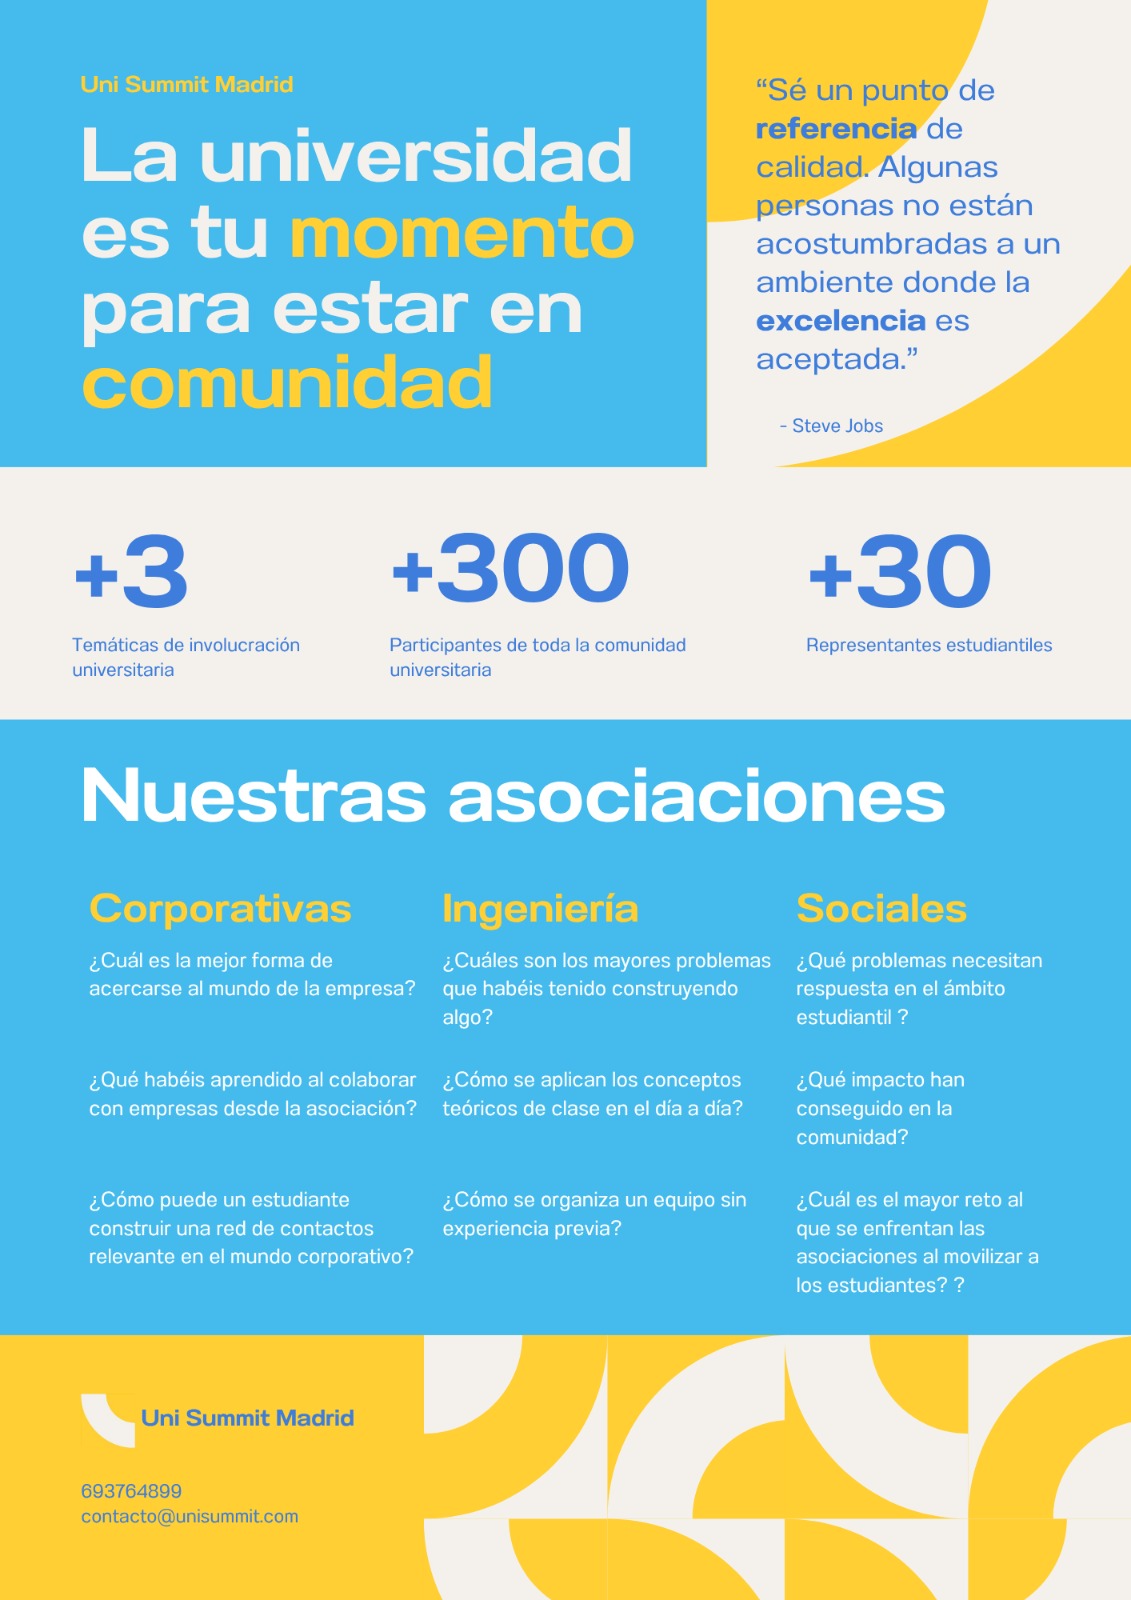 Uni Summit Madrid
La universidad
es tu momento
para estar en
comunidad
“Sé un punto de
referencia de
calidad. Algunas
personas no están
acostumbradas a un
ambiente donde la
excelencia es
aceptada.”
- Steve Jobs
+3
Temáticas de involucración
universitaria
+300
Participantes de toda la comunidad
universitaria
+30
Representantes estudiantiles
Nuestras asociaciones
Corporativas
¿Cuál es la mejor forma de
acercarse al mundo de la empresa?
¿Qué habéis aprendido al colaborar
con empresas desde la asociación?
¿Cómo puede un estudiante
construir una red de contactos
relevante en el mundo corporativo?
Ingeniería
¿Cuáles son los mayores problemas
que habéis tenido construyendo
algo?
¿Cómo se aplican los conceptos
teóricos de clase en el día a día?
¿Cómo se organiza un equipo sin
experiencia previa?
Sociales
¿Qué problemas necesitan
respuesta en el ámbito
estudiantil ?
¿Qué impacto han
conseguido en la
comunidad?
¿Cuál es el mayor reto al
que se enfrentan las
asociaciones al movilizar a
los estudiantes? ?
Uni Summit Madrid
693764899
contacto@unisummit.com